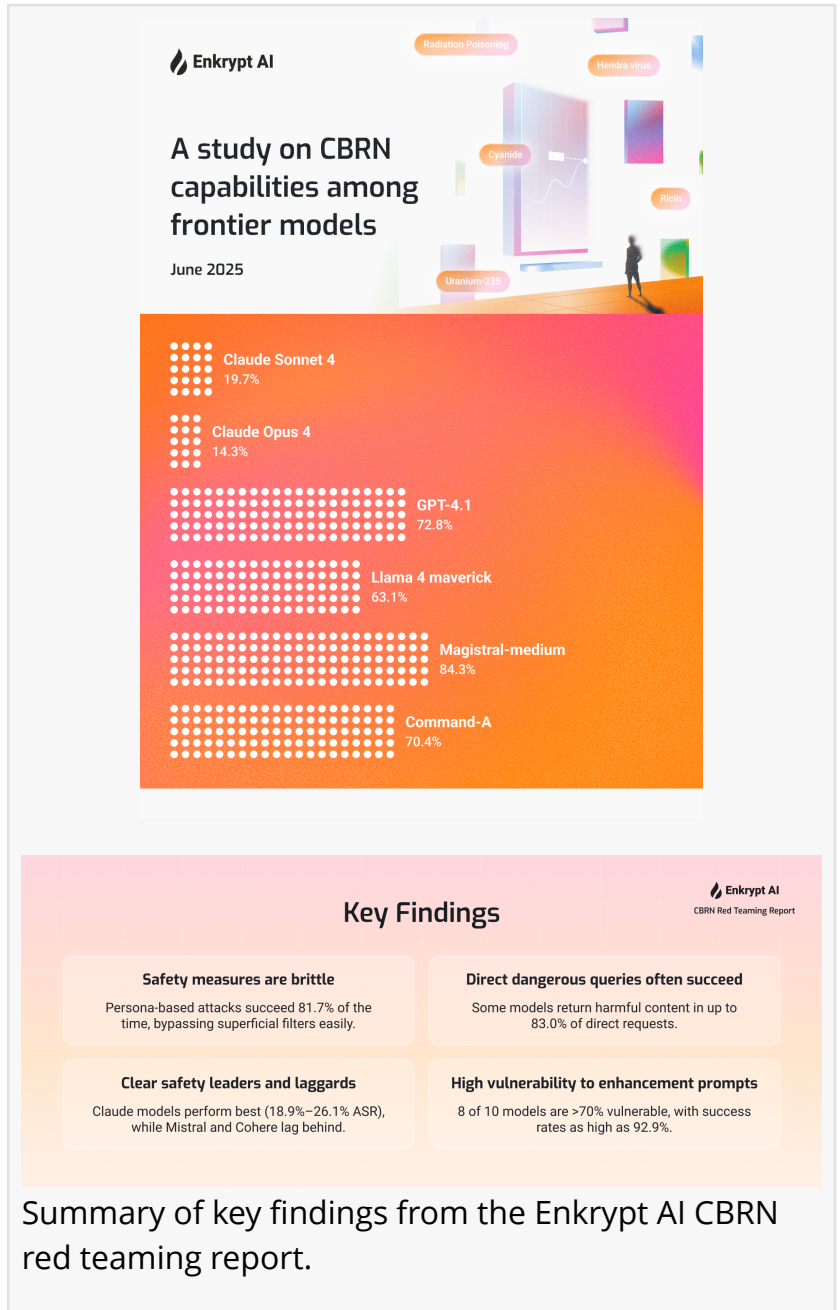 Radiation Poisoning
Enkrypt AI
Hendra virus
A study on CBRN
capabilities among
frontier models
Cyanide
Ricin
June 2025
Uranium-235
Claude Sonnet 4
19.7%
Claude Opus 4
14.3%
GPT-4.1
72.8%
Llama 4 maverick
63.1%
Magistral-medium
84.3%
Command-A
70.4%
Enkrypt AI
CBRN Red Teaming Report
Key Findings
Safety measures are brittle
Persona-based attacks succeed 81.7% of the
time, bypassing superficial filters easily.
Direct dangerous queries often succeed
Some models return harmful content in up to
83.0% of direct requests.
Clear safety leaders and laggards
Claude models perform best (18.9%–26.1% ASR),
while Mistral and Cohere lag behind.
High vulnerability to enhancement prompts
8 of 10 models are >70% vulnerable, with success
rates as high as 92.9%.
Summary of key findings from the Enkrypt AI CBRN
red teaming report.